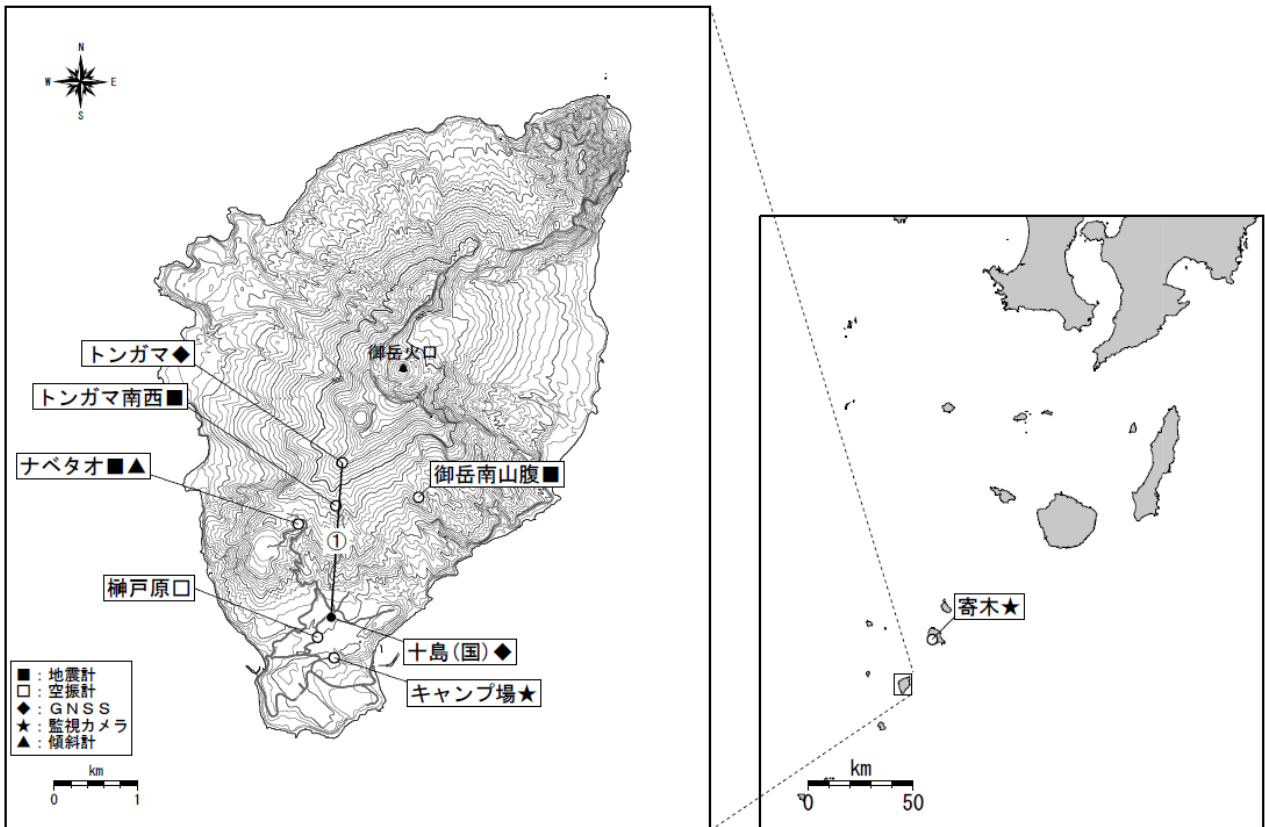 N
W
E
S
トンガマ◆
御岳火口
トンガマ南西■
ナベタオ■▲
御岳南山腹■
①
榊戸原□
十島(国)◆
キャンプ場★
■:地震計
□:空振計
◆:GNSS
★:監視カメラ
▲:傾斜計
km
0
1
寄木★
km
0
50